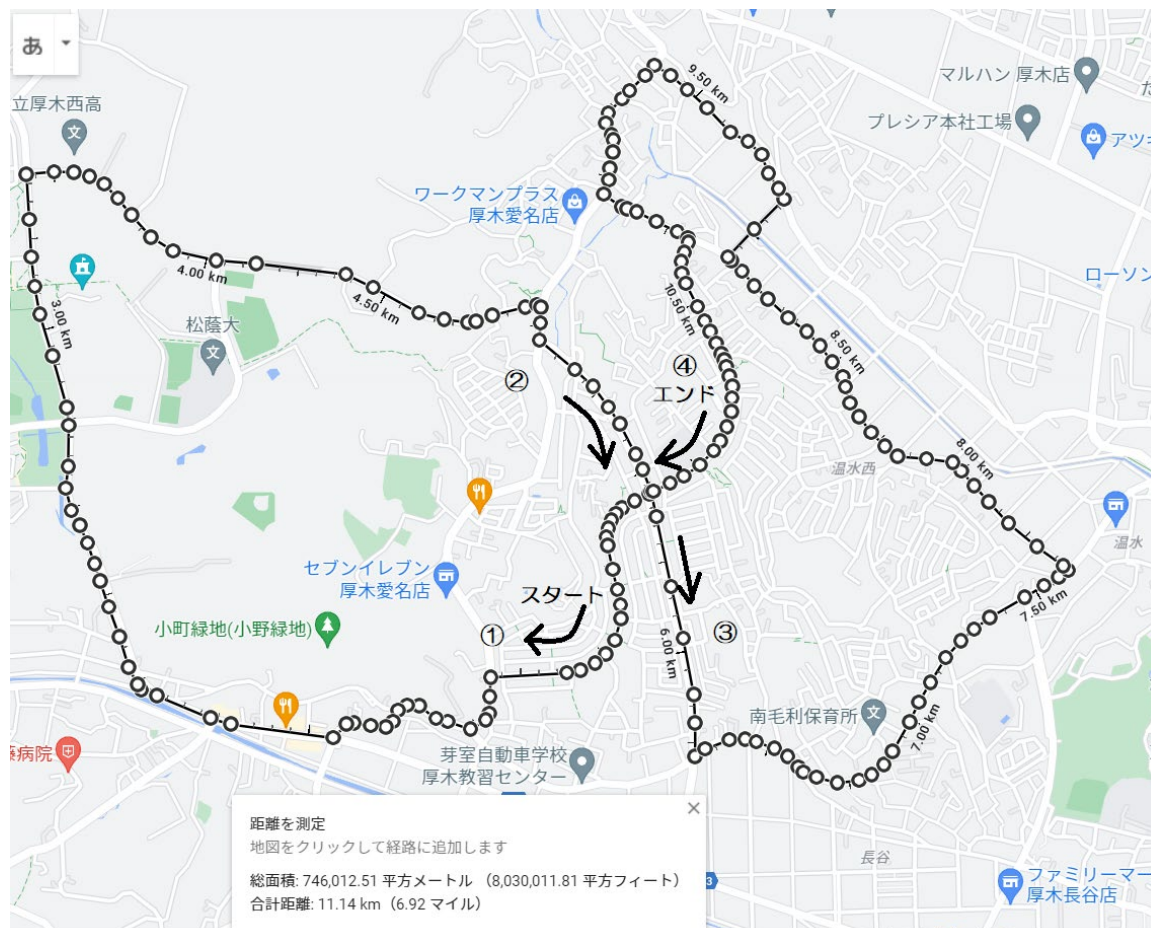 あ
立厚木西高
マルハン 厚木店
プレシア本社工場
アツギ
ワークマンプラス
厚木愛名店
ローソン
9.50 km
4.00 km
4.50 km
3.00 km
10.50 km
8.50 km
松蔭大
②
④
エンド
温水西
8.00 km
温水
セブンイレブン
厚木愛名店
スタート
小町緑地(小野緑地)
①
③
6.00 km
7.50 km
南毛利保育所
7.00 km
藤病院
芽室自動車学校
厚木教習センター
長谷
ファミリーマー
厚木長谷店
3
距離を測定
地図をクリックして経路に追加します
総面積: 746,012.51 平方メートル (8,030,011.81 平方フィート)
合計距離: 11.14 km (6.92 マイル)